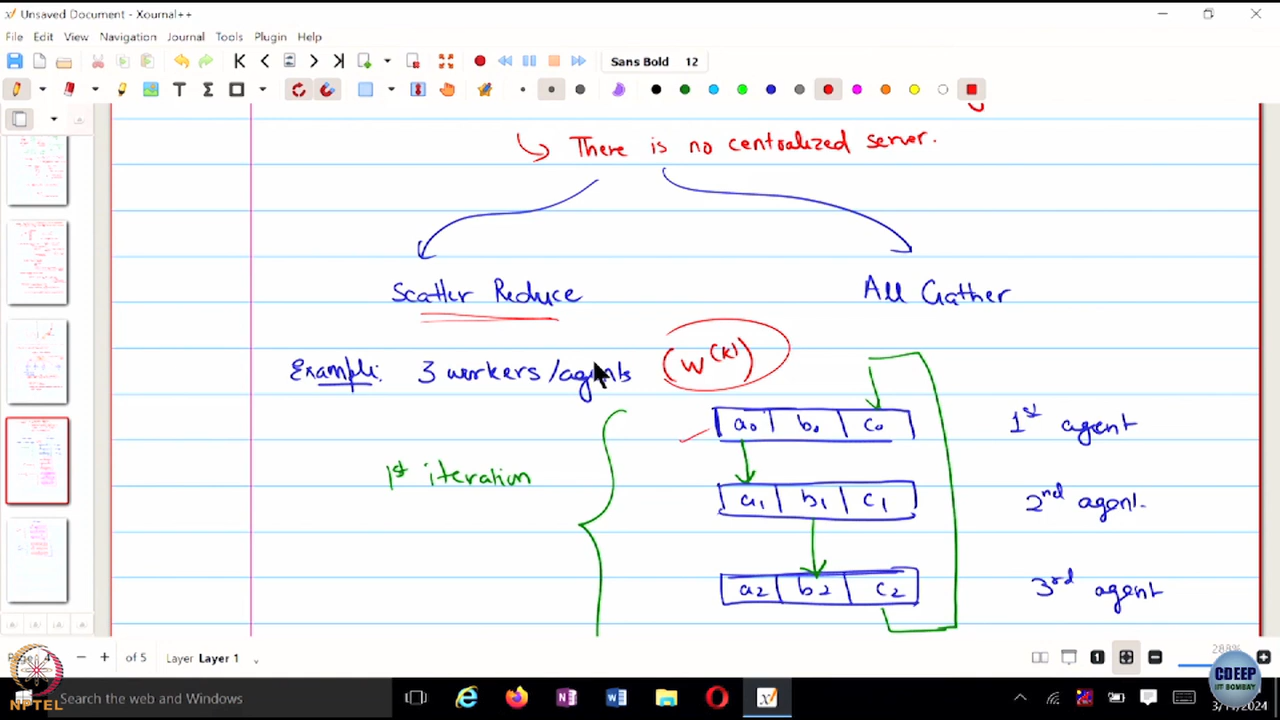 Unsaved Document - Xournal++
File Edit View Navigation Journal Tools Plugin Help
Sans Bold 12
There is no centralized server.
Scatter Reduce
All Gather
Example: 3 workers/agents (W^(K))
a₀ b₀ c₀ 1st agent
1st iteration
a₁ b₁ c₁ 2nd agent.
a₂ b₂ c₂ 3rd agent
of 5 Layer Layer 1
288%
Search the web and Windows
NPTEL
CDEEP
IIT BOMBAY